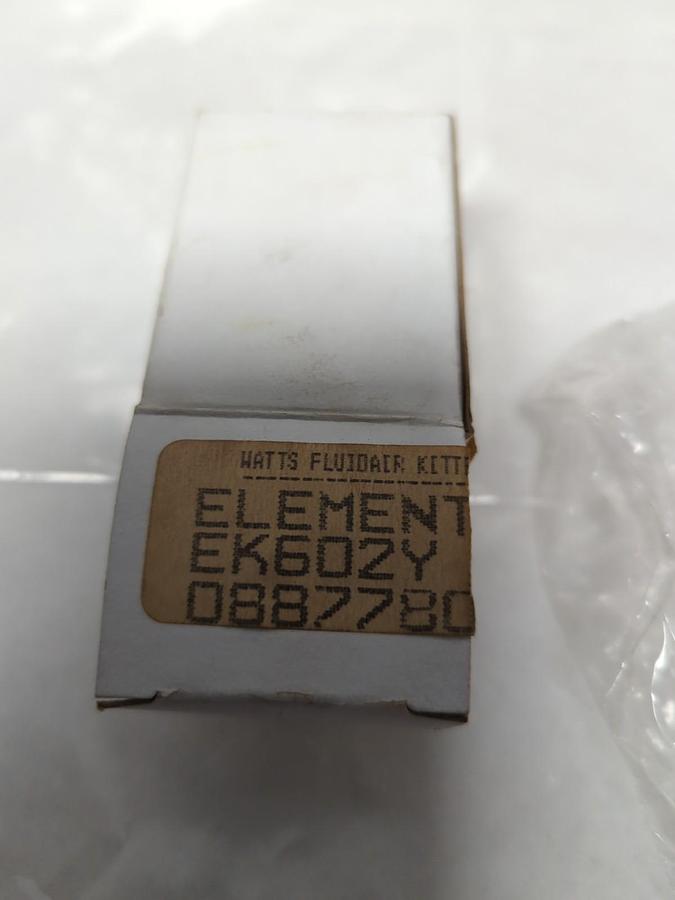 WATTS FLUIDAIR KITT
ELEMENT
EK602Y
0887780